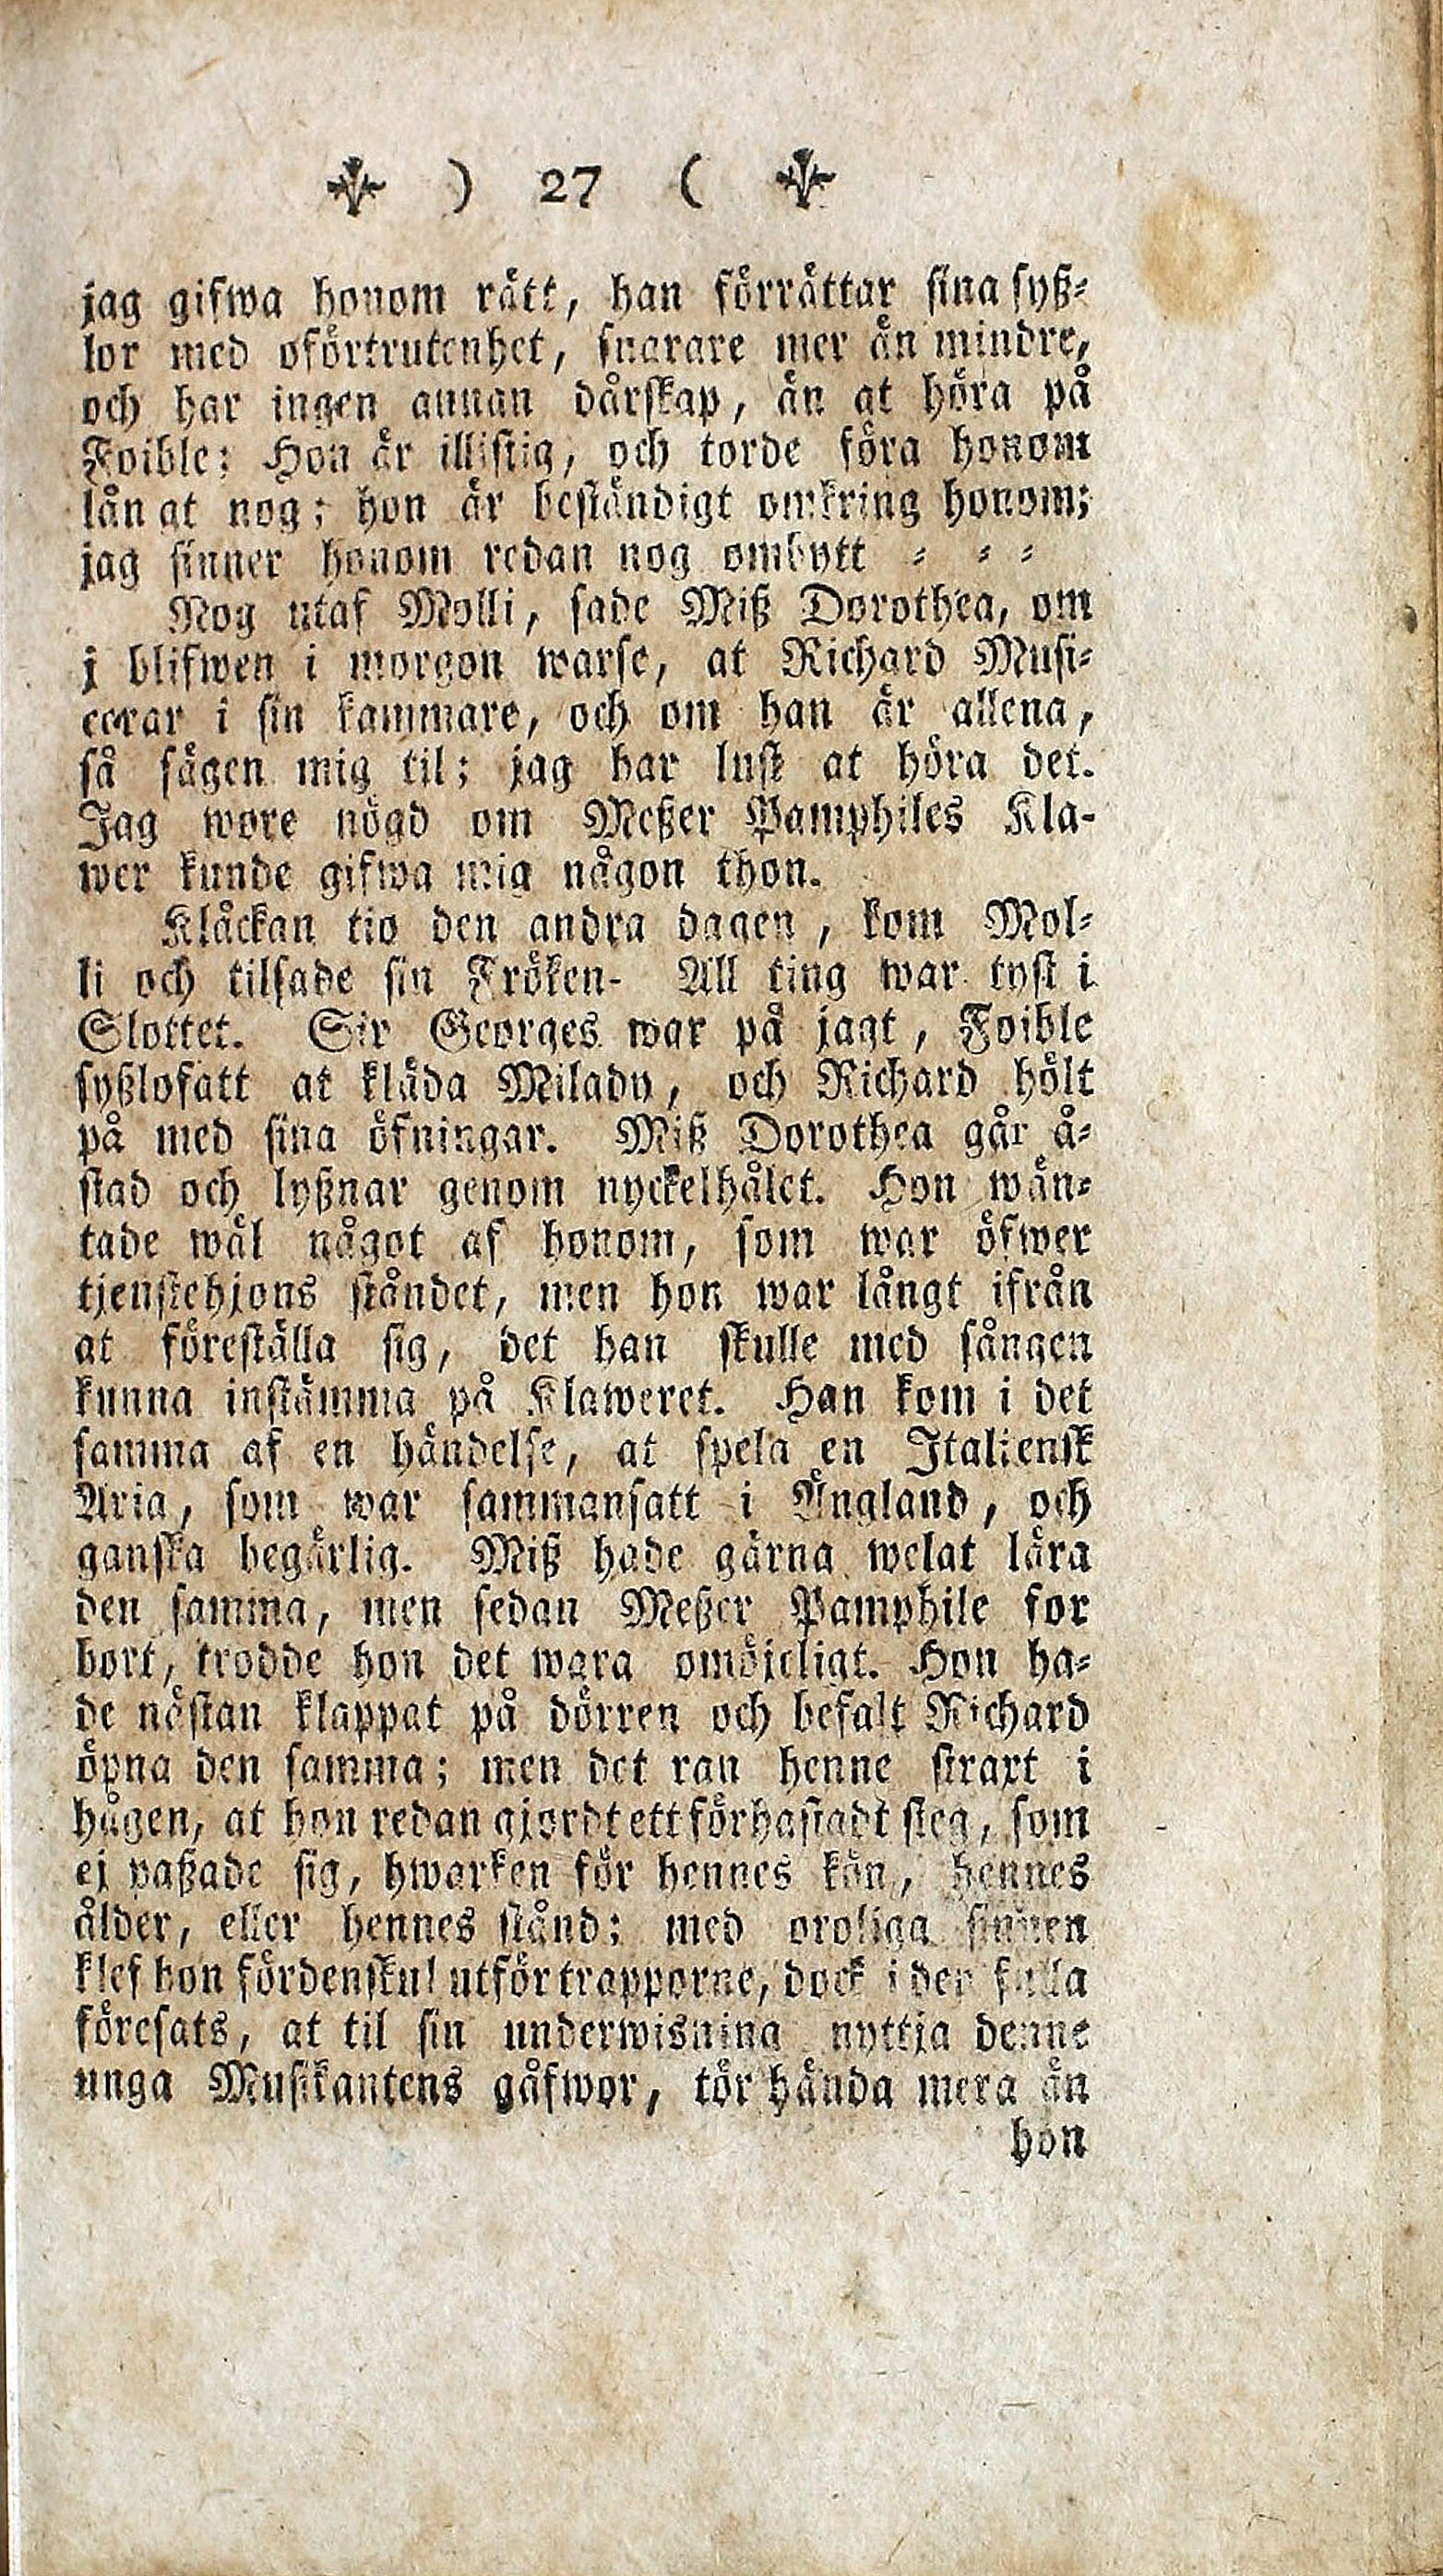 ) 27 (
jag gifwa honom rätt, han förrättar sina syß-
lor med oförtrutenhet, snarare mer än mindre,
och har ingen annan dårskap, än at höra på
Foible; Hon är illistig, och torde föra honom
långt nog; hon är beständigt omkring honom;
jag finner honom redan nog ombytt - - -
Nog utaf Molli, sade Miß Dorothea, om
j blifwen i morgon warse, at Richard Musi-
cerar i sin kammare, och om han är allena,
så sägen mig til; jag har lust at höra det.
Jag wore nögd om Meßer Pamphiles Kla-
wer kunde gifwa mig någon thon.
Klåckan tio den andra dagen, kom Mol-
li och tilsade sin Fröken- All ting war tyst i
Slottet. Sir Georges war på jagt, Foible
syßlosatt at kläda Milady, och Richard hölt
på med sina öfningar. Miß Dorothea går å-
stad och lyßnar genom nyckelhålet. Hon wän-
tade wäl något af honom, som war öfwer
tjenstehjons ståndet, men hon war långt ifrån
at föreställa sig, det han skulle med sången
kunna instämma på Klaweret. Han kom i det
samma af en händelse, at spela en Italiensk
Aria, som war sammansatt i Ängland, och
ganska begärlig. Miß hade gärna welat lära
den samma, men sedan Meßer Pamphile for
bort, trodde hon det wara omöjeligt. Hon ha-
de nästan klappat på dörren och befalt Richard
öpna den samma; men det ran henne straxt i
hågen, at hon redan gjordt ett förhastadt steg, som
ej paßade sig, hwarken för hennes kön, hennes
ålder, eller hennes stånd; med oroliga sinnen
klef hon fördenskul utför trapporne, dock i den fulla
föresats, at til sin underwisning nyttja denne
unga Musikantens gåfwor, tör hända mera än
hon